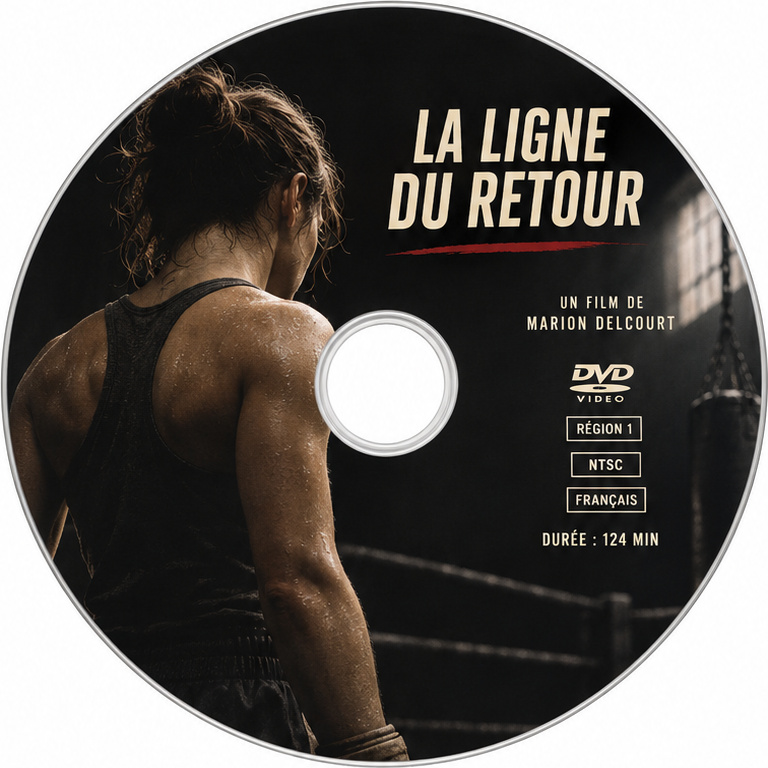 LA LIGNE
DU RETOUR
UN FILM DE
MARION DELCOURT
DVD
VIDEO
RÉGION 1
NTSC
FRANÇAIS
DURÉE : 124 MIN